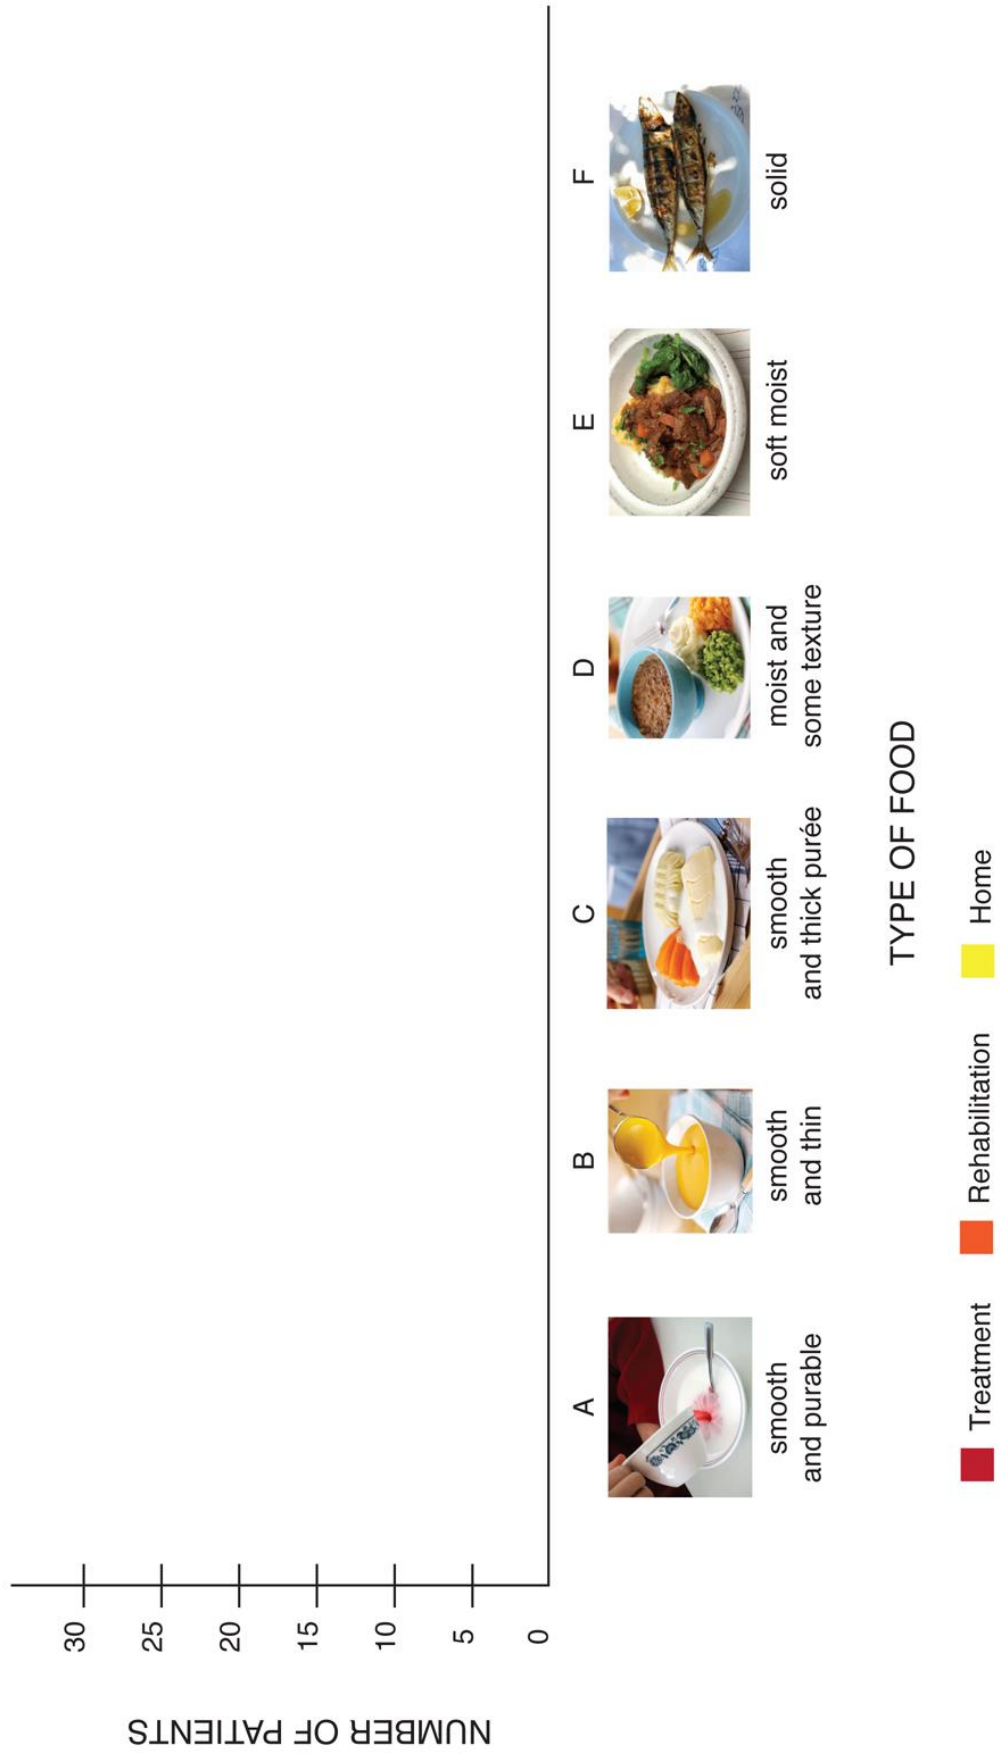 NUMBER OF PATIENTS
30
25
20
15
10
5
0
A
B
C
D
E
F
smooth
and purable
smooth
and thin
smooth
and thick purée
moist and
some texture
soft moist
solid
TYPE OF FOOD
Treatment
Rehabilitation
Home